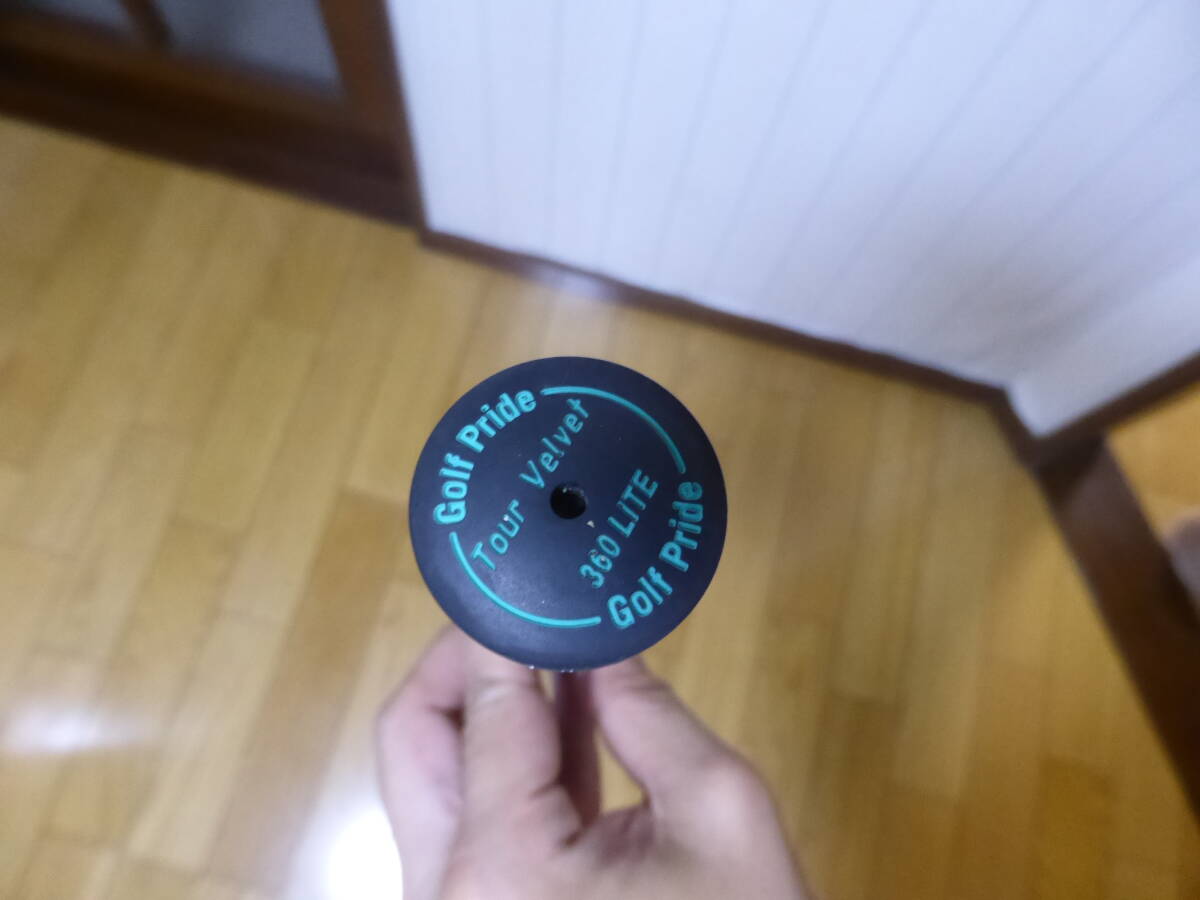 Golf Pride
Tour Velvet
360 LITE
Golf Pride